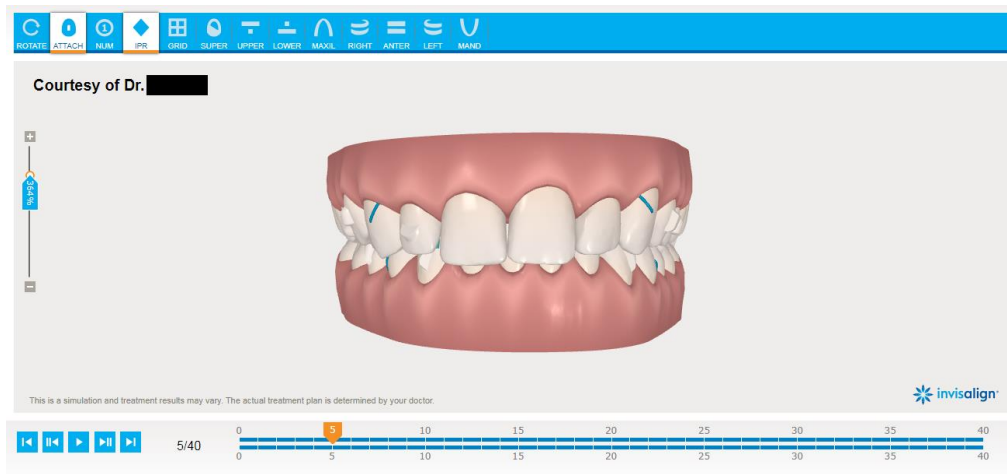 ROTATE ATTACH NUM IPR GRID SUPER UPPER LOWER MAXIL RIGHT ANTER LEFT MAND
Courtesy of Dr.
364%
This is a simulation and treatment results may vary. The actual treatment plan is determined by your doctor.
invisalign
0 5 10 15 20 25 30 35 40
5/40
0 5 10 15 20 25 30 35 40